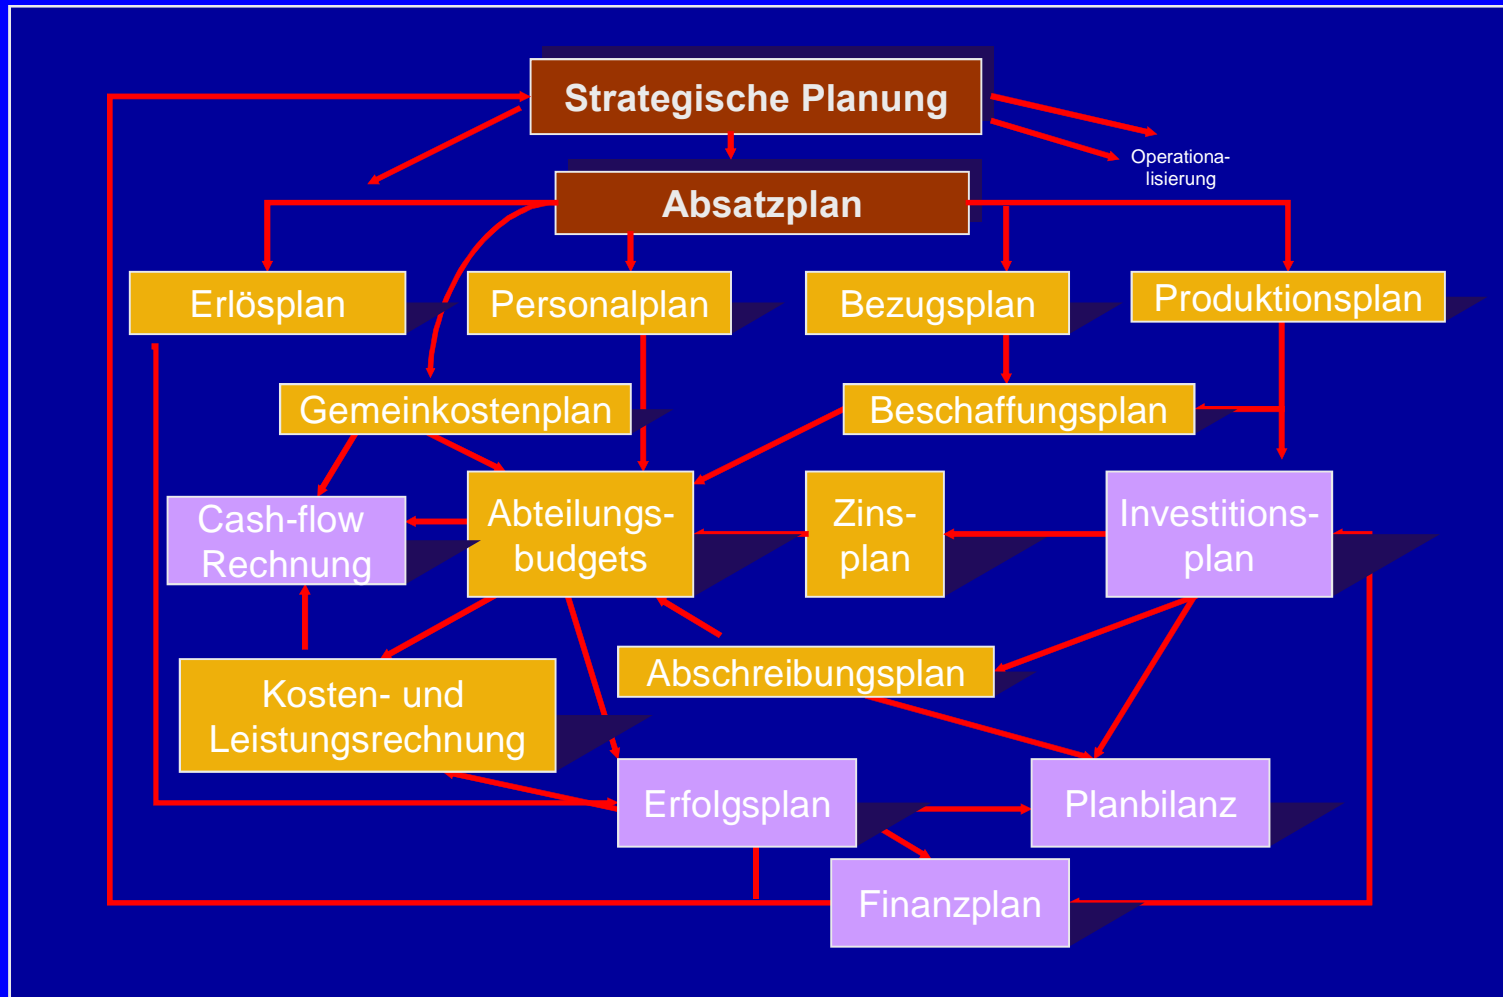 Strategische Planung
Operationa-
lisierung
Absatzplan
Erlösplan
Personalplan
Bezugsplan
Produktionsplan
Gemeinkostenplan
Beschaffungsplan
Cash-flow
Rechnung
Abteilungs-
budgets
Zins-
plan
Investitions-
plan
Kosten- und
Leistungsrechnung
Abschreibungsplan
Erfolgsplan
Planbilanz
Finanzplan